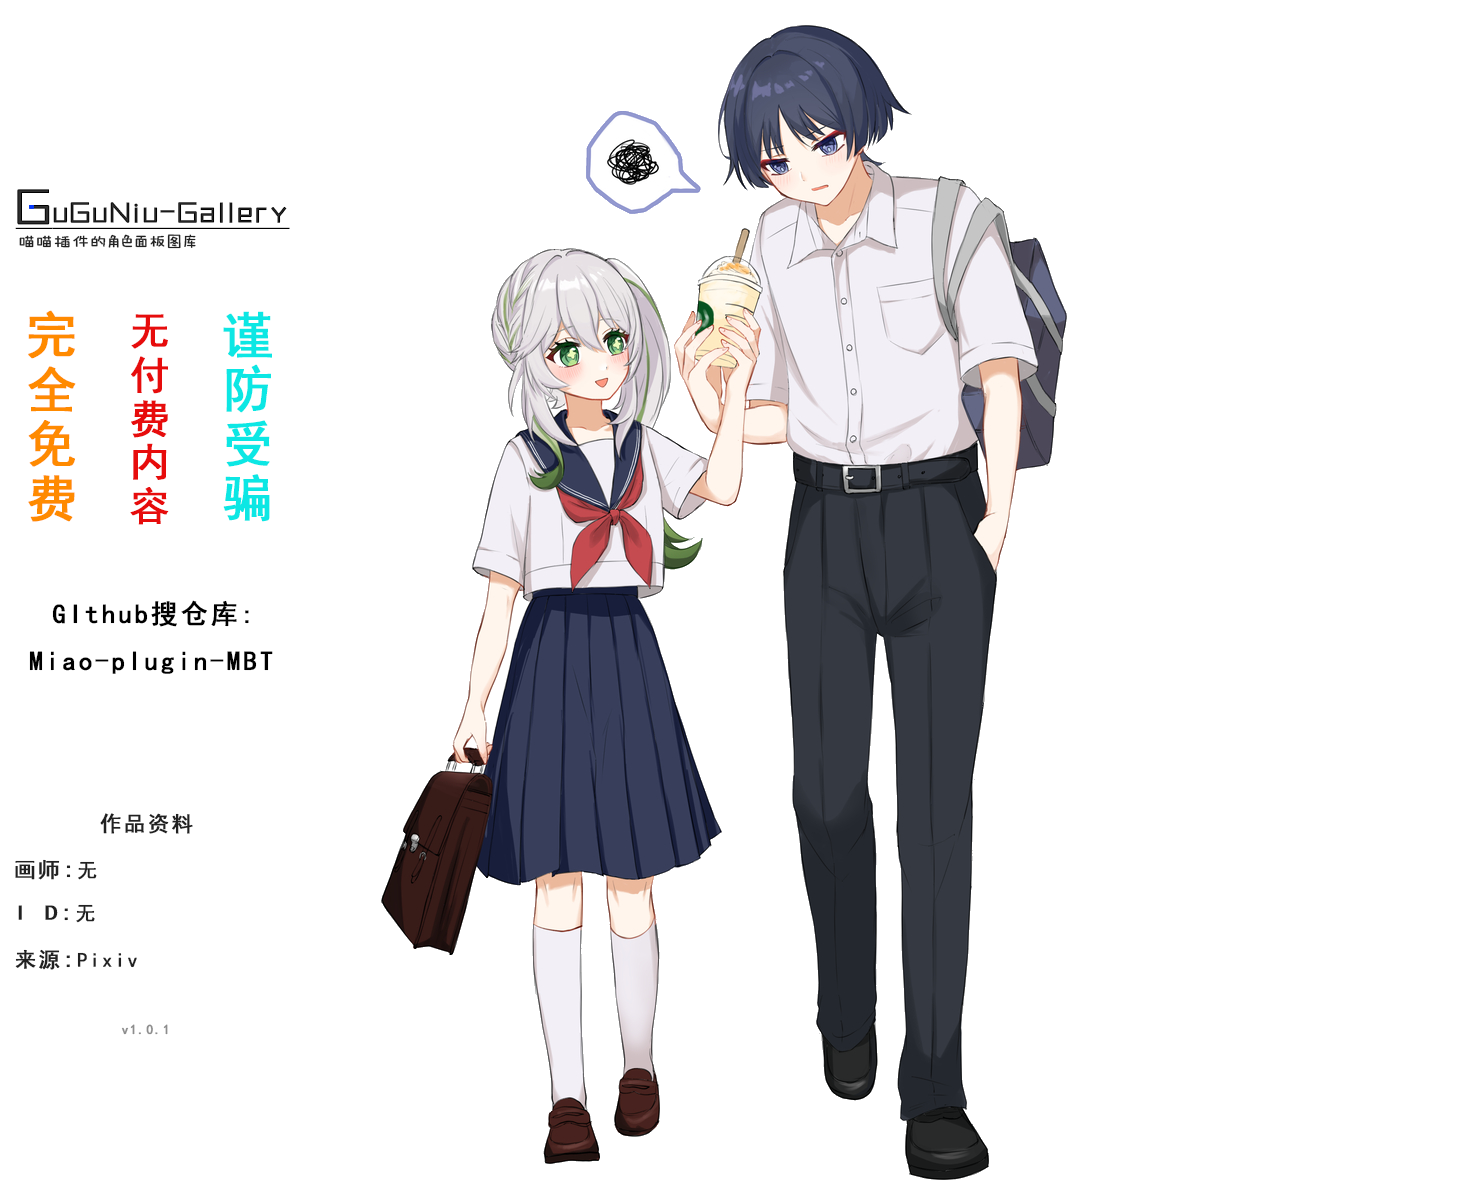 GuGuNiu-Gallery
喵喵插件的角色面板图库
完全免费
无付费内容
谨防受骗
GIthub搜仓库:
Miao-plugin-MBT
作品资料
画师:无
I D:无
来源:Pixiv
v1.0.1